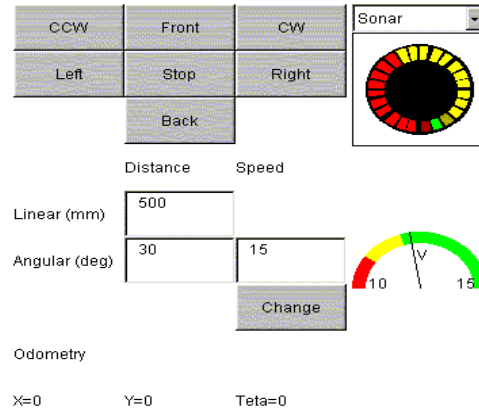 CCW Front CW Sonar
Left Stop Right
Back
Distance Speed
Linear (mm) 500
Angular (deg) 30 15
V
10 15
Change
Odometry
X=0 Y=0 Teta=0